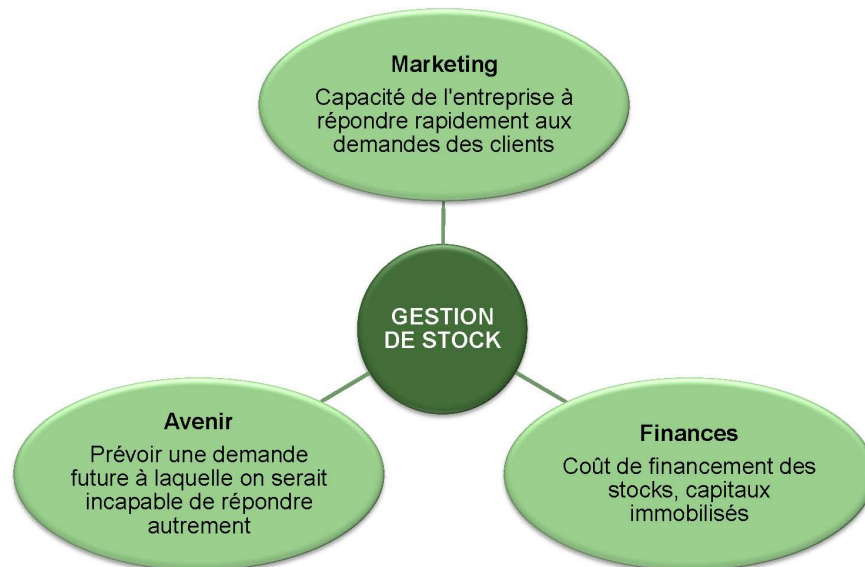 Marketing
Capacité de l'entreprise à
répondre rapidement aux
demandes des clients
GESTION
DE STOCK
Avenir
Prévoir une demande
future à laquelle on serait
incapable de répondre
autrement
Finances
Coût de financement des
stocks, capitaux
immobilisés